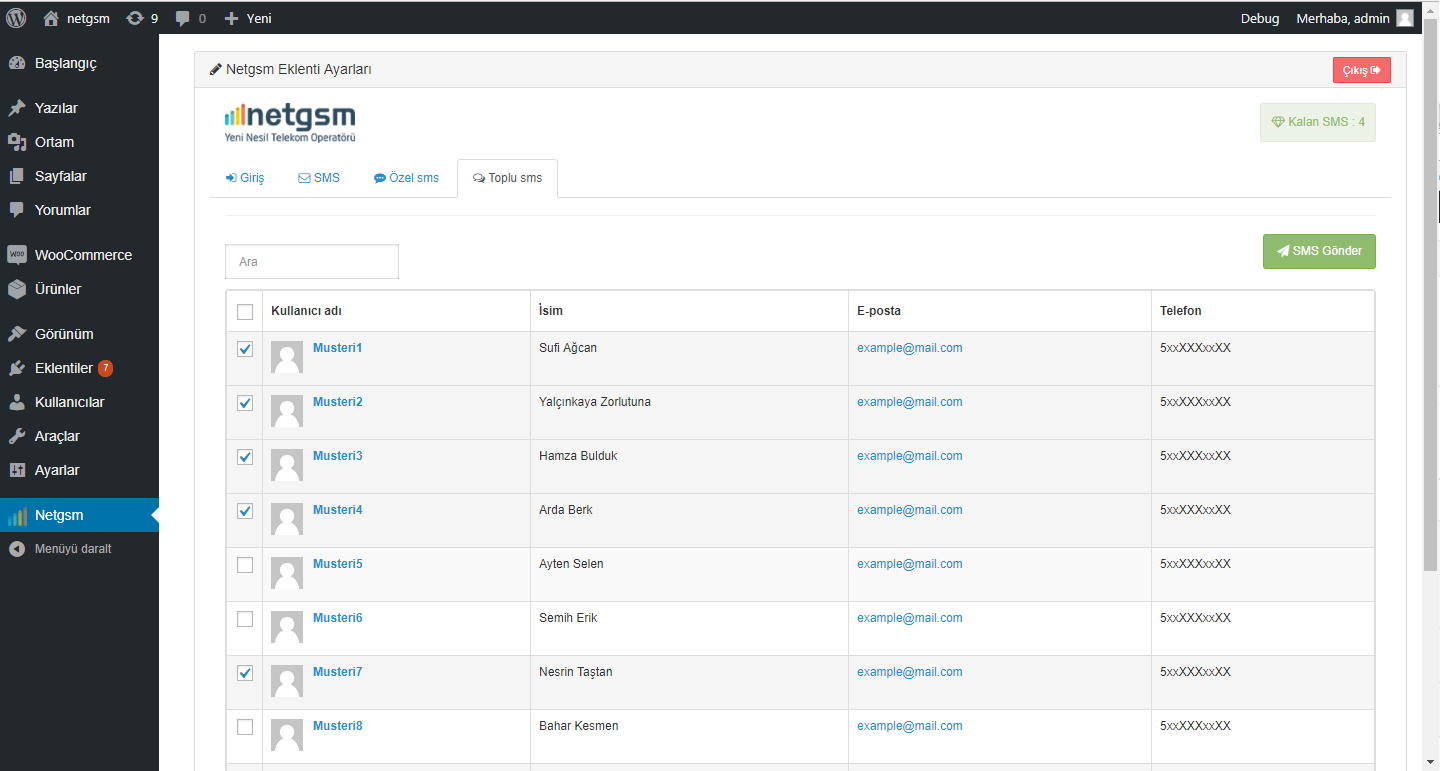 netgsm 9 0 Yeni Debug Merhaba, admin
Başlangıç
Yazılar
Ortam
Sayfalar
Yorumlar
WooCommerce
Ürünler
Görünüm
Eklentiler 7
Kullanıcılar
Araçlar
Ayarlar
Netgsm
Menüyü daralt
Netgsm Eklenti Ayarları Çıkış
netgsm
Yeni Nesil Telekom Operatörü
Kalan SMS : 4
Giriş SMS Özel sms Toplu sms
Ara SMS Gönder
Kullanıcı adı İsim E-posta Telefon
Musteri1 Sufi Ağcan example@mail.com 5xxXXXxxXX
Musteri2 Yalçınkaya Zorlutuna example@mail.com 5xxXXXxxXX
Musteri3 Hamza Bulduk example@mail.com 5xxXXXxxXX
Musteri4 Arda Berk example@mail.com 5xxXXXxxXX
Musteri5 Ayten Selen example@mail.com 5xxXXXxxXX
Musteri6 Semih Erik example@mail.com 5xxXXXxxXX
Musteri7 Nesrin Taştan example@mail.com 5xxXXXxxXX
Musteri8 Bahar Kesmen example@mail.com 5xxXXXxxXX